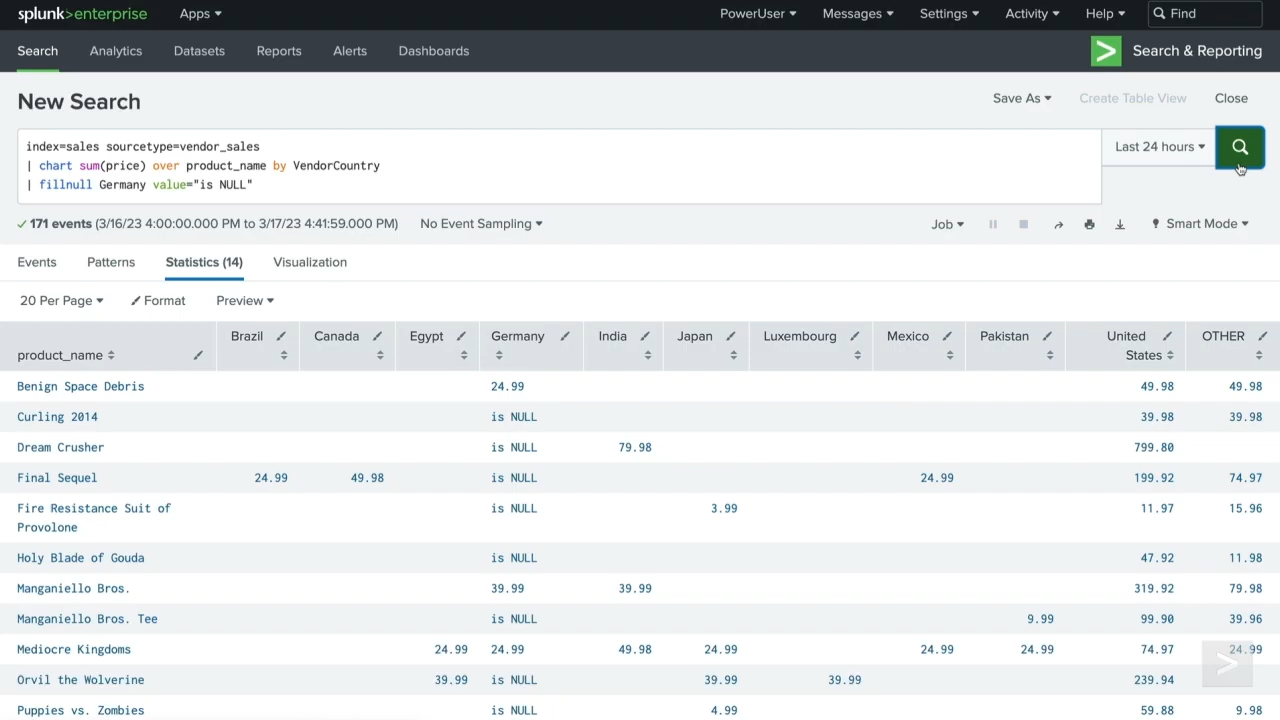 splunk>enterprise Apps PowerUser Messages Settings Activity Help Find
Search Analytics Datasets Reports Alerts Dashboards > Search & Reporting
New Search Save As Create Table View Close
index=sales sourcetype=vendor_sales
| chart sum(price) over product_name by VendorCountry
| fillnull Germany value="is NULL"
Last 24 hours
171 events (3/16/23 4:00:00.000 PM to 3/17/23 4:41:59.000 PM) No Event Sampling Job Smart Mode
Events Patterns Statistics (14) Visualization
20 Per Page Format Preview
product_name Brazil Canada Egypt Germany India Japan Luxembourg Mexico Pakistan United States OTHER
Benign Space Debris 24.99 49.98 49.98
Curling 2014 is NULL 39.98 39.98
Dream Crusher is NULL 79.98 799.80
Final Sequel 24.99 49.98 is NULL 24.99 199.92 74.97
Fire Resistance Suit of is NULL 3.99 11.97 15.96
Provolone
Holy Blade of Gouda is NULL 47.92 11.98
Manganiello Bros. 39.99 39.99 319.92 79.98
Manganiello Bros. Tee is NULL 9.99 99.90 39.96
Mediocre Kingdoms 24.99 24.99 49.98 24.99 24.99 24.99 74.97 24.99
Orvil the Wolverine 39.99 is NULL 39.99 39.99 239.94
Puppies vs. Zombies is NULL 4.99 59.88 9.98